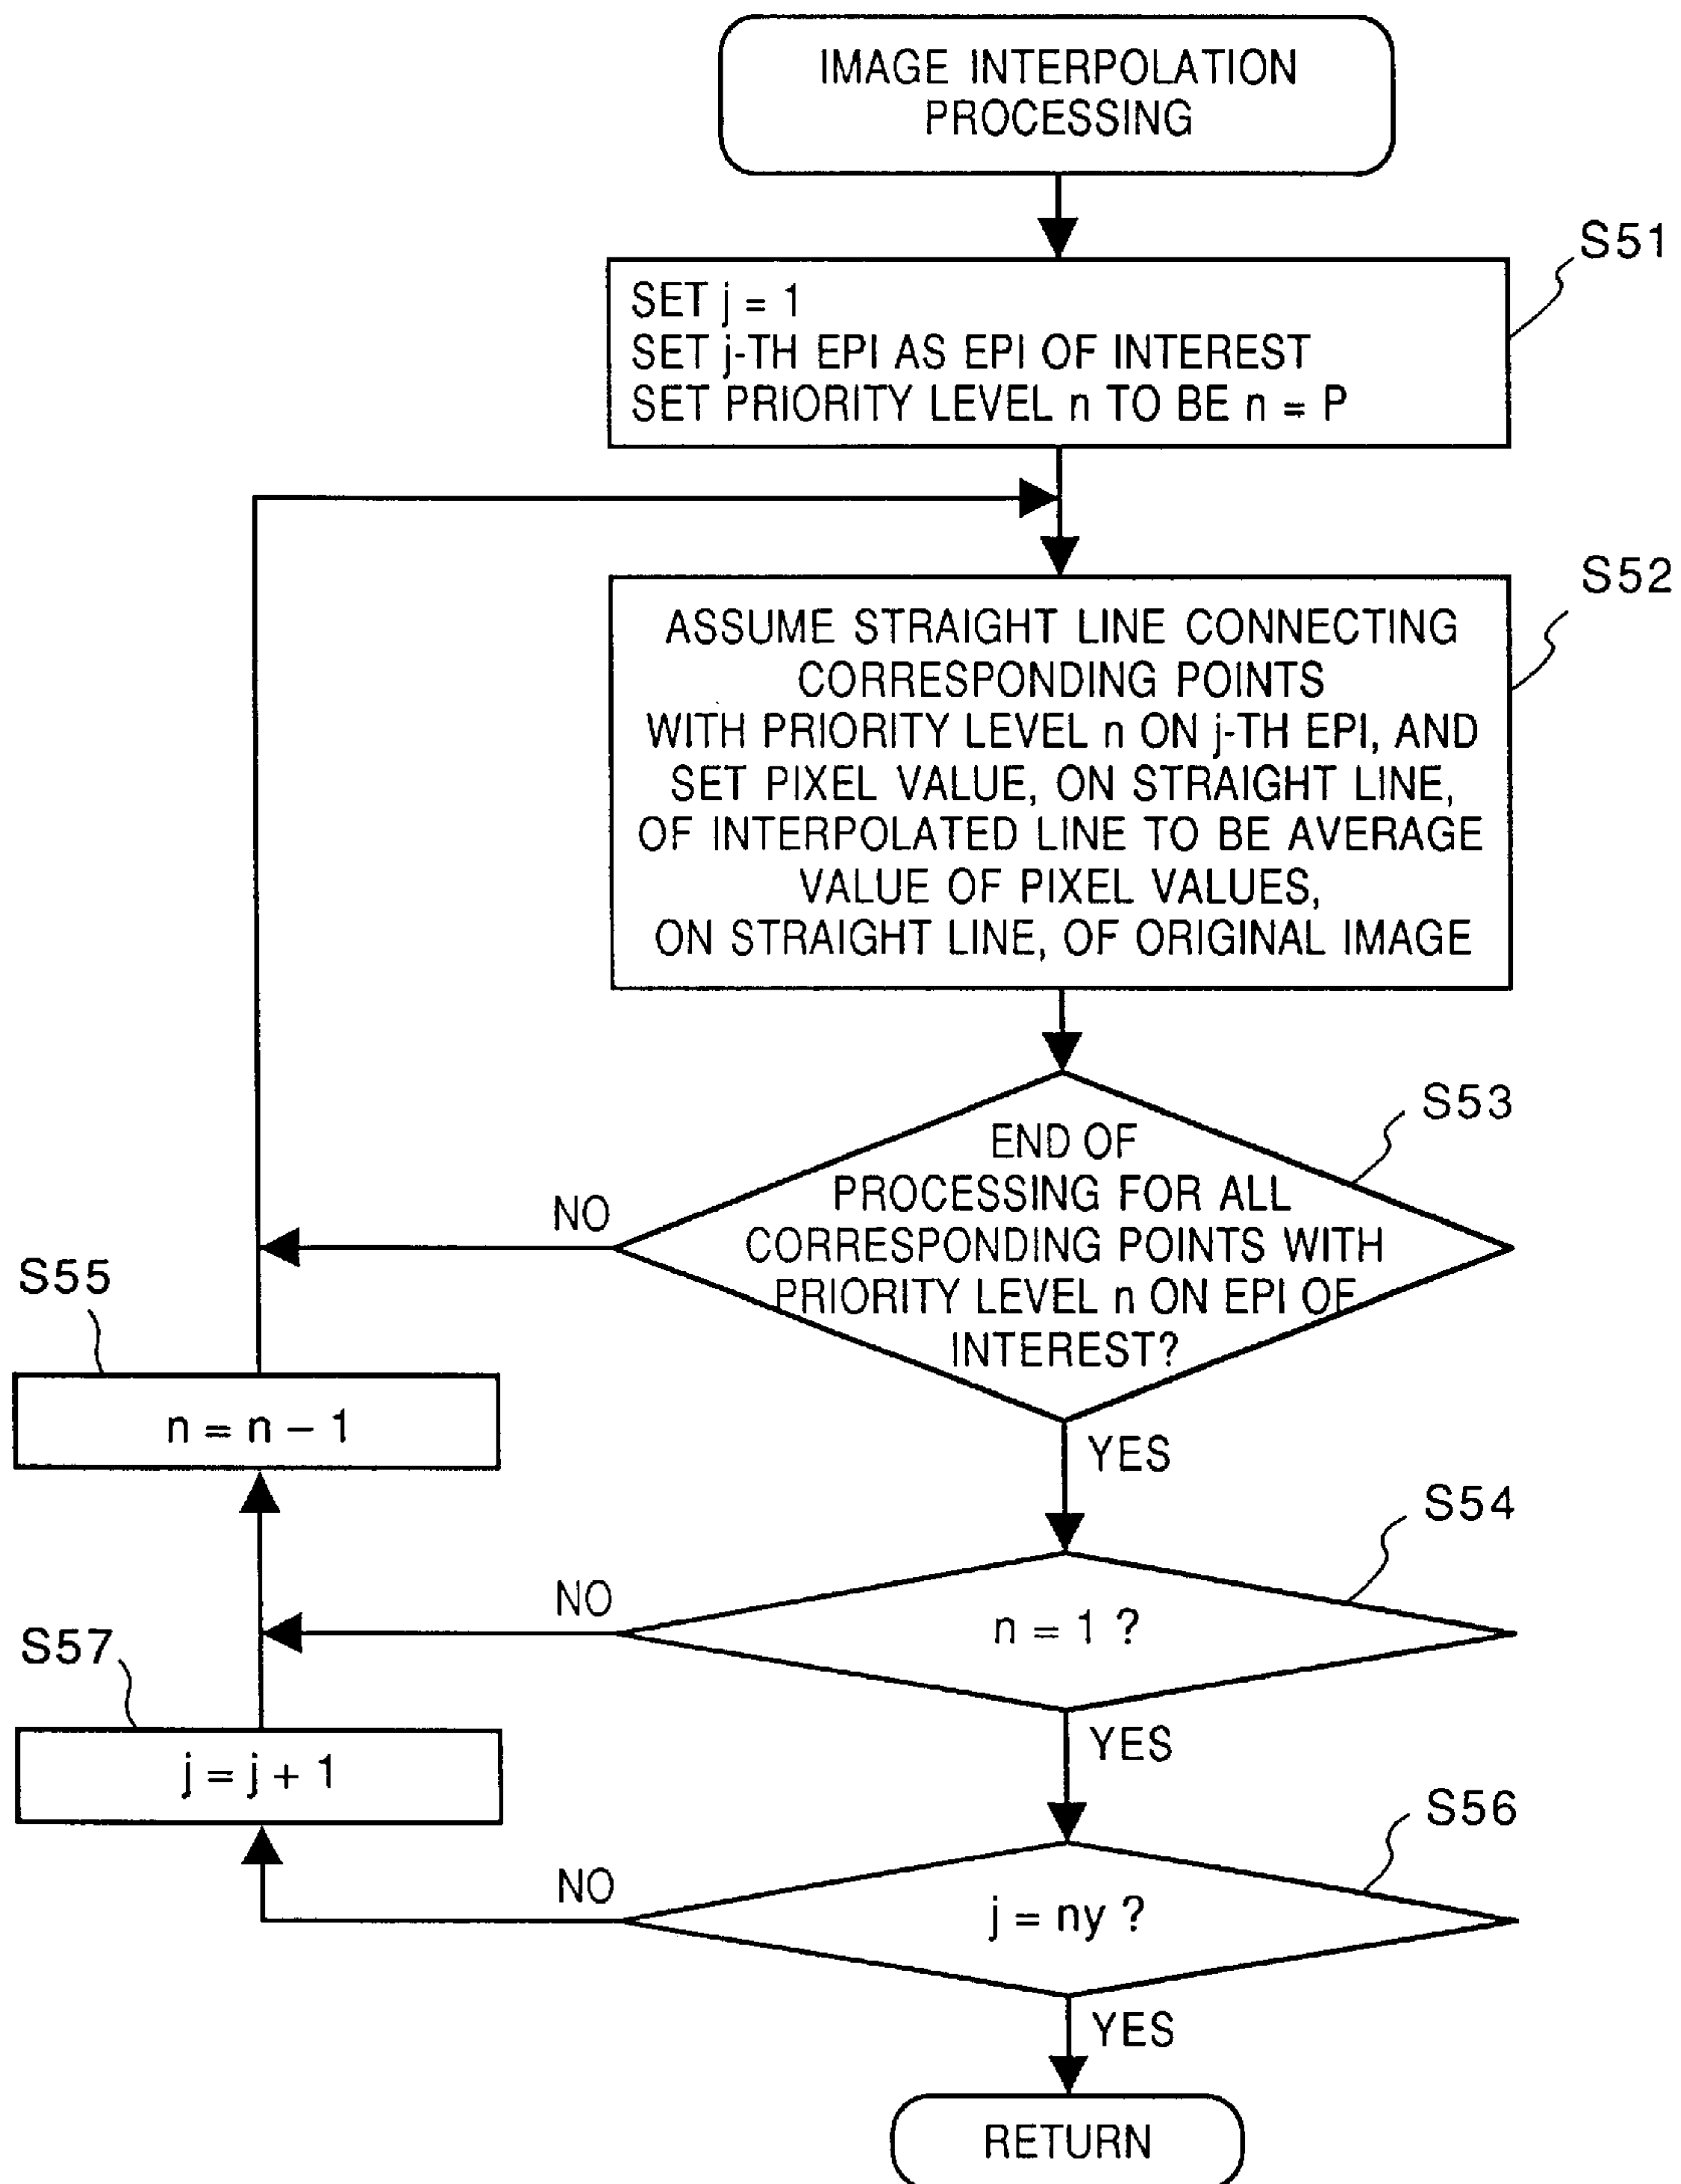 IMAGE INTERPOLATION
PROCESSING
S51
SET j = 1
SET j-TH EPI AS EPI OF INTEREST
SET PRIORITY LEVEL n TO BE n = P
S52
ASSUME STRAIGHT LINE CONNECTING
CORRESPONDING POINTS
WITH PRIORITY LEVEL n ON j-TH EPI, AND
SET PIXEL VALUE, ON STRAIGHT LINE,
OF INTERPOLATED LINE TO BE AVERAGE
VALUE OF PIXEL VALUES,
ON STRAIGHT LINE, OF ORIGINAL IMAGE
S53
END OF
PROCESSING FOR ALL
CORRESPONDING POINTS WITH
PRIORITY LEVEL n ON EPI OF
INTEREST?
NO
YES
S55
n = n − 1
S54
n = 1 ?
NO
YES
S57
j = j + 1
S56
j = ny ?
NO
YES
RETURN